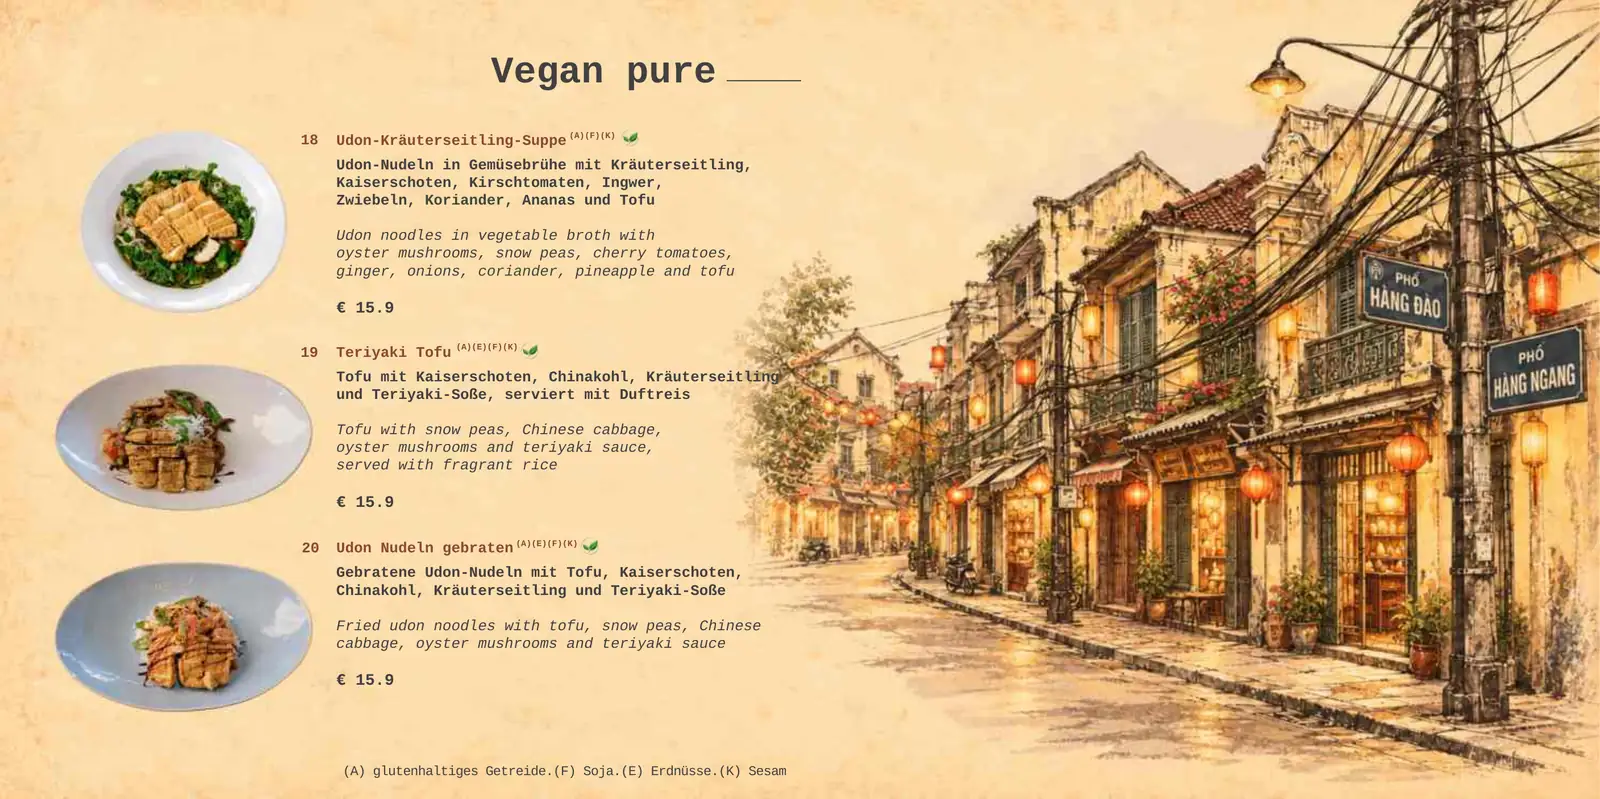 Vegan pure
18 Udon-Kräuterseitling-Suppe (A)(F)(K)
Udon-Nudeln in Gemüsebrühe mit Kräuterseitling,
Kaiserschoten, Kirschtomaten, Ingwer,
Zwiebeln, Koriander, Ananas und Tofu
Udon noodles in vegetable broth with
oyster mushrooms, snow peas, cherry tomatoes,
ginger, onions, coriander, pineapple and tofu
€ 15.9
19 Teriyaki Tofu (A)(E)(F)(K)
Tofu mit Kaiserschoten, Chinakohl, Kräuterseitling
und Teriyaki-Soße, serviert mit Duftreis
Tofu with snow peas, Chinese cabbage,
oyster mushrooms and teriyaki sauce,
served with fragrant rice
€ 15.9
20 Udon Nudeln gebraten (A)(E)(F)(K)
Gebratene Udon-Nudeln mit Tofu, Kaiserschoten,
Chinakohl, Kräuterseitling und Teriyaki-Soße
Fried udon noodles with tofu, snow peas, Chinese
cabbage, oyster mushrooms and teriyaki sauce
€ 15.9
(A) glutenhaltiges Getreide.(F) Soja.(E) Erdnüsse.(K) Sesam
PHỐ
HÀNG ĐÀO
PHỐ
HÀNG NGANG